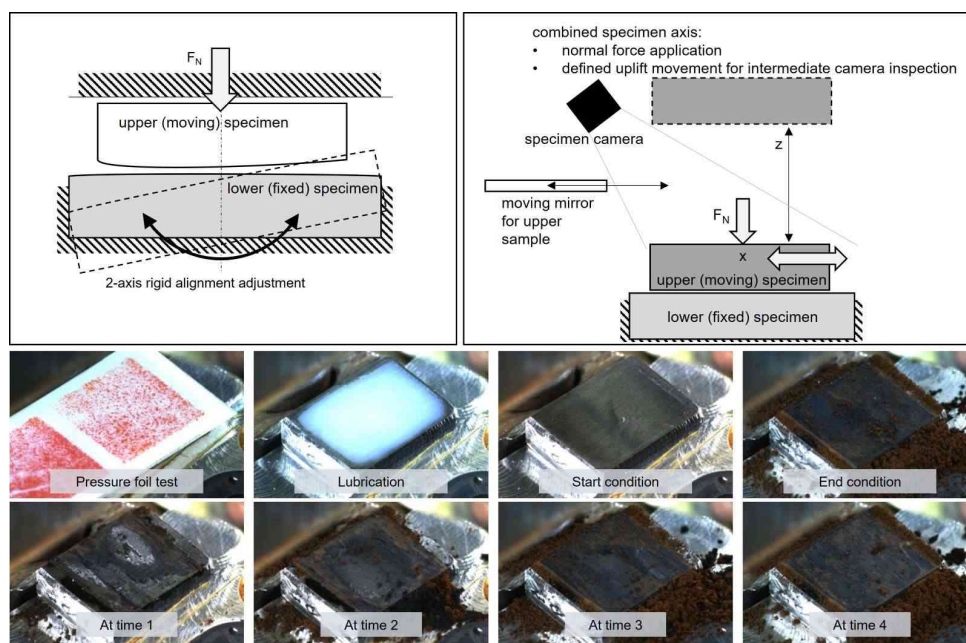 F_N
upper (moving) specimen
lower (fixed) specimen
2-axis rigid alignment adjustment
combined specimen axis:
• normal force application
• defined uplift movement for intermediate camera inspection
specimen camera
z
moving mirror
for upper
sample
F_N
x
upper (moving) specimen
lower (fixed) specimen
Pressure foil test
Lubrication
Start condition
End condition
At time 1
At time 2
At time 3
At time 4